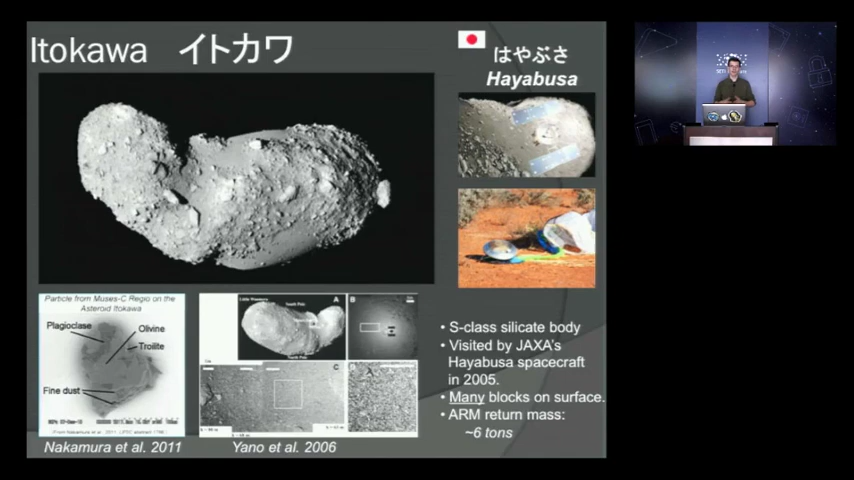 Itokawa イトカワ
はやぶさ
Hayabusa
Particle from Muses-C Regio on the
Asteroid Itokawa
Plagioclase
Olivine
Troilite
Fine dust
Little Woomera
South Pole
A
B
C
D
• S-class silicate body
• Visited by JAXA's
Hayabusa spacecraft
in 2005.
• Many blocks on surface.
• ARM return mass:
~6 tons
Nakamura et al. 2011
Yano et al. 2006